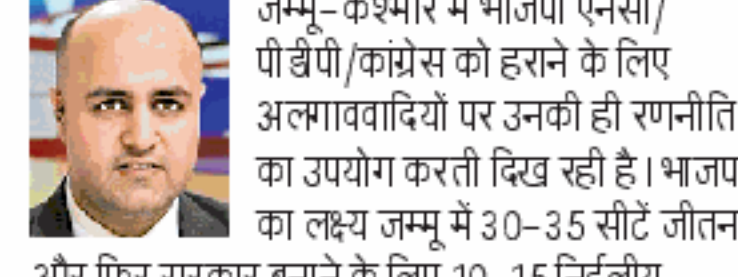 जम्मू-कश्मीर में भाजपा एनसी/
पीडीपी/कांग्रेस को हराने के लिए
अलगाववादियों पर उनकी ही रणनीति
का उपयोग करती दिख रही है। भाजप
का लक्ष्य जम्मू में 30-35 सीटें जीतन
और फिर सरकार बनाने के लिए 10-15 निर्दलीय